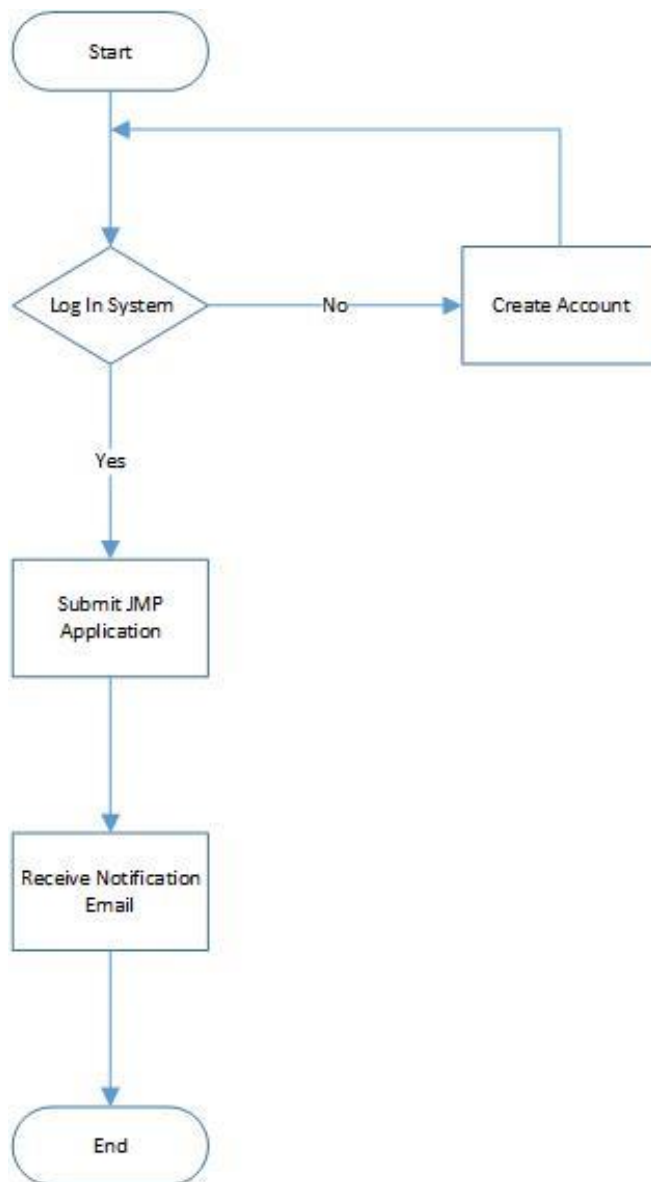 Start
Log In System
No
Create Account
Yes
Submit JMP
Application
Receive Notification
Email
End